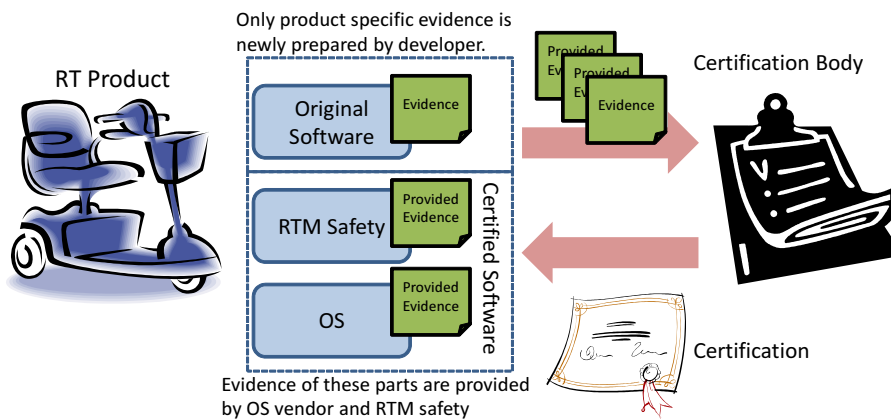 Only product specific evidence is
newly prepared by developer.
RT Product
Original
Software
Evidence
Provided
Evidence
Provided
Evidence
Evidence
Certification Body
RTM Safety
Provided
Evidence
Certified Software
OS
Provided
Evidence
Certification
Evidence of these parts are provided
by OS vendor and RTM safety